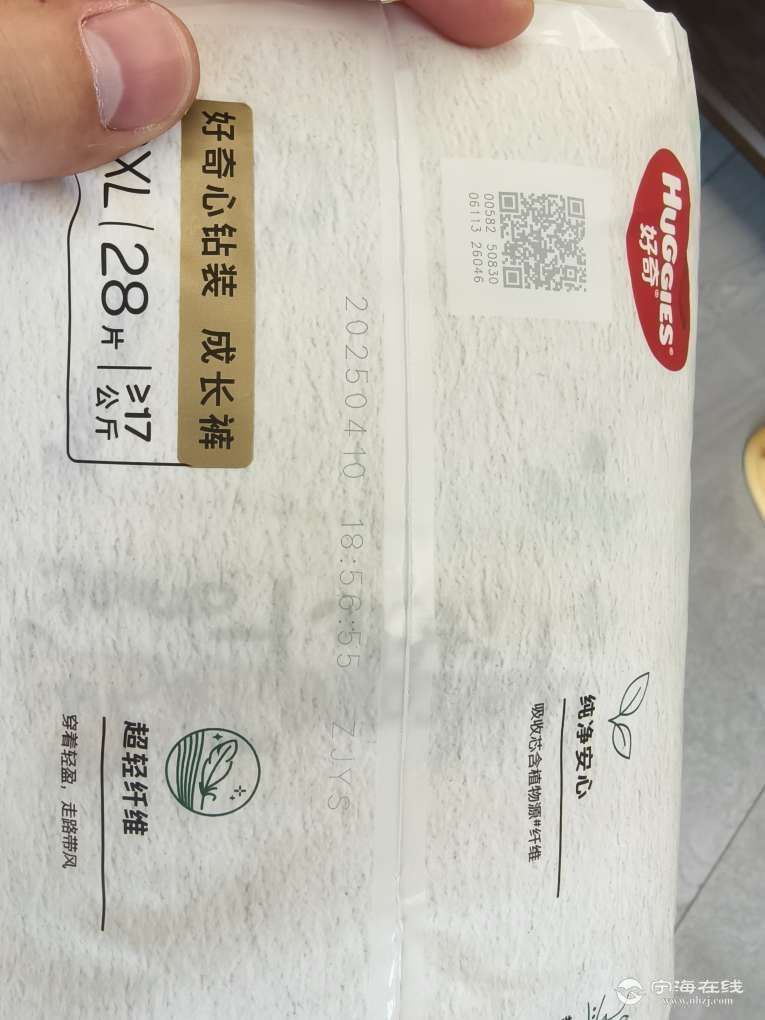 HUGGIES®
好奇®
00582 50830
06113 26046
20250410 18:56:55 ZJYS
好奇心钻装 成长裤
XL/28片|≥17公斤
纯净安心
吸收芯含植物源#纤维
超轻纤维
穿着轻盈，走路带风
宁海在线
www.nhzj.com